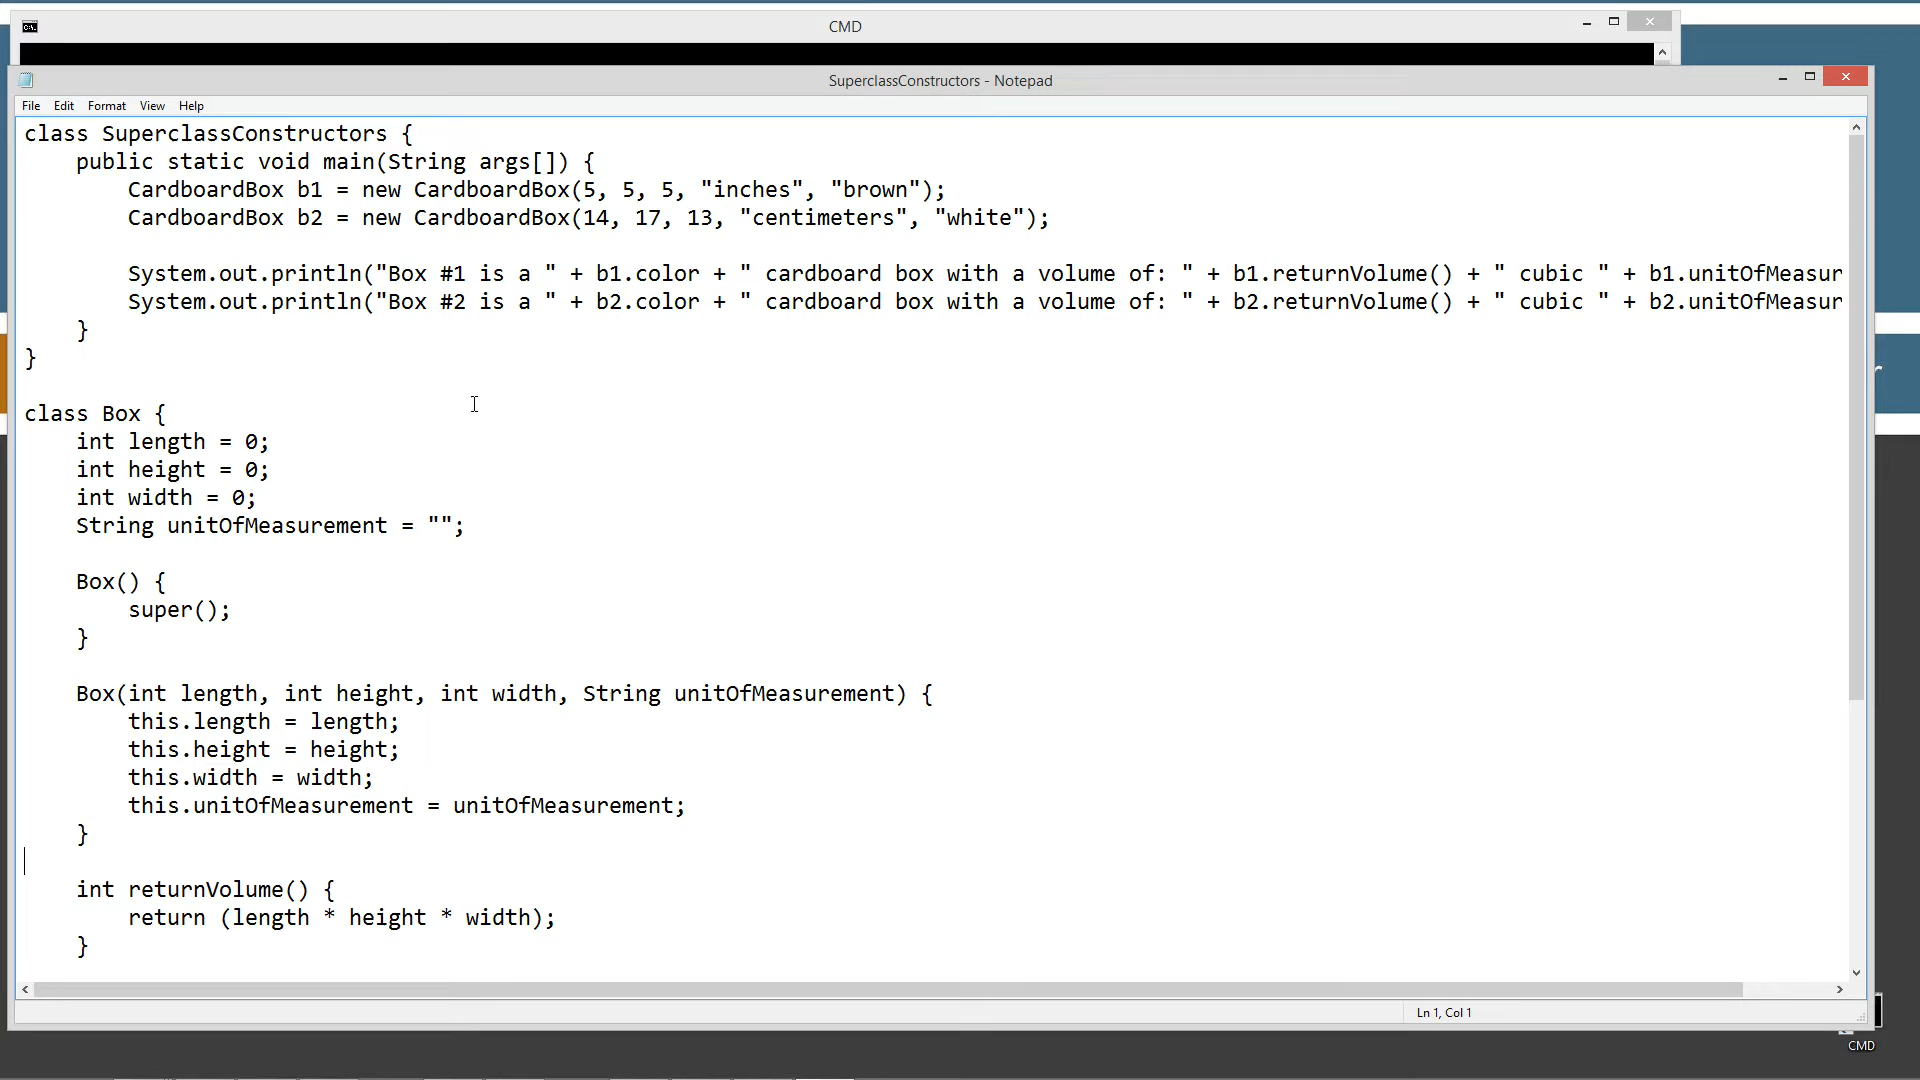 CMD
SuperclassConstructors - Notepad
File Edit Format View Help
class SuperclassConstructors {
    public static void main(String args[]) {
        CardboardBox b1 = new CardboardBox(5, 5, 5, "inches", "brown");
        CardboardBox b2 = new CardboardBox(14, 17, 13, "centimeters", "white");
        System.out.println("Box #1 is a " + b1.color + " cardboard box with a volume of: " + b1.returnVolume() + " cubic " + b1.unitOfMeasur
        System.out.println("Box #2 is a " + b2.color + " cardboard box with a volume of: " + b2.returnVolume() + " cubic " + b2.unitOfMeasur
    }
}
class Box {
    int length = 0;
    int height = 0;
    int width = 0;
    String unitOfMeasurement = "";
    Box() {
        super();
    }
    Box(int length, int height, int width, String unitOfMeasurement) {
        this.length = length;
        this.height = height;
        this.width = width;
        this.unitOfMeasurement = unitOfMeasurement;
    }
    int returnVolume() {
        return (length * height * width);
    }
Ln 1, Col 1
CMD